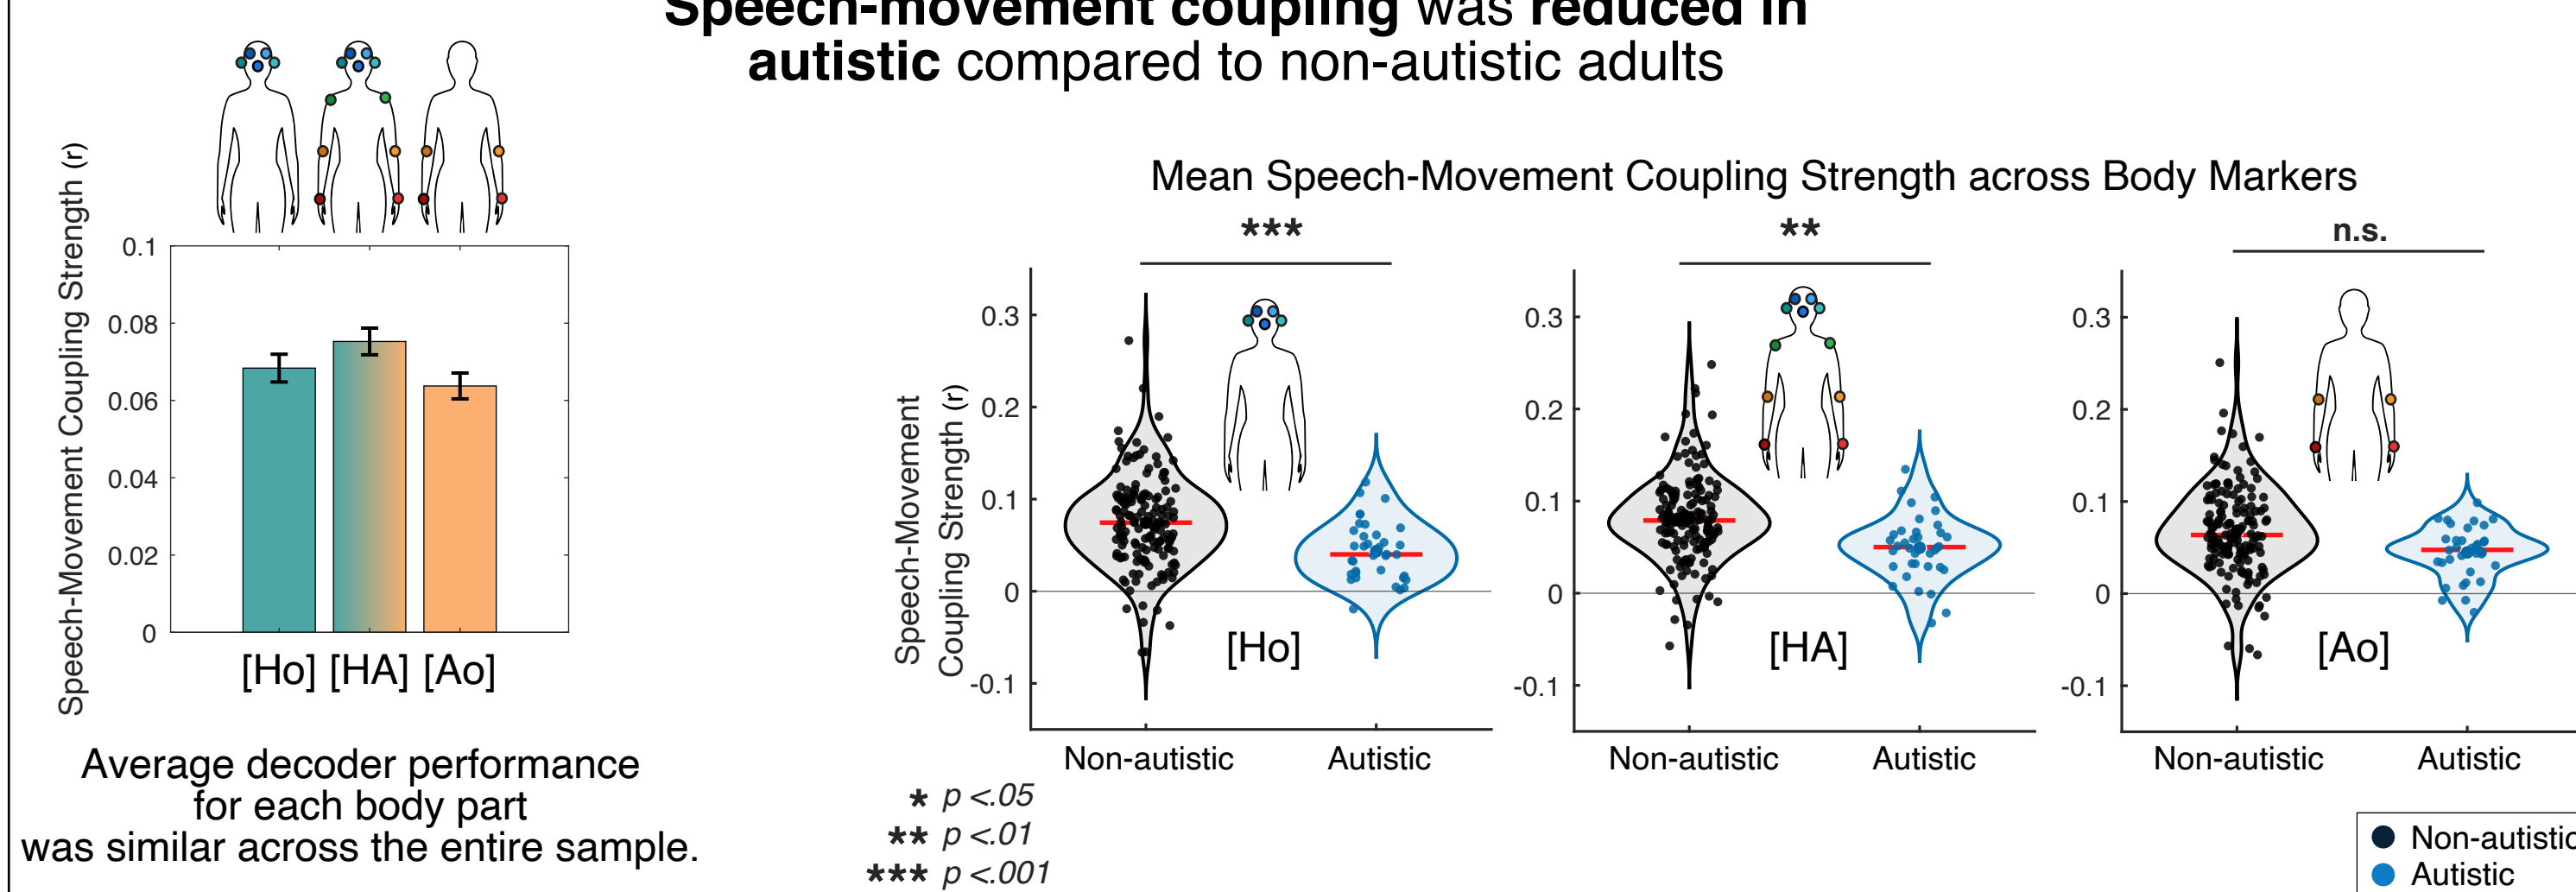 Speech-movement coupling was reduced in
autistic compared to non-autistic adults
Speech-Movement Coupling Strength (r)
0.1
0.08
0.06
0.04
0.02
0
[Ho] [HA] [Ao]
Average decoder performance
for each body part
was similar across the entire sample.
Mean Speech-Movement Coupling Strength across Body Markers
***
**
n.s.
Speech-Movement
Coupling Strength (r)
0.3
0.2
0.1
0
-0.1
[Ho]
Non-autistic Autistic
0.3
0.2
0.1
0
-0.1
[HA]
Non-autistic Autistic
0.3
0.2
0.1
0
-0.1
[Ao]
Non-autistic Autistic
* p <.05
** p <.01
*** p <.001
Non-autistic
Autistic